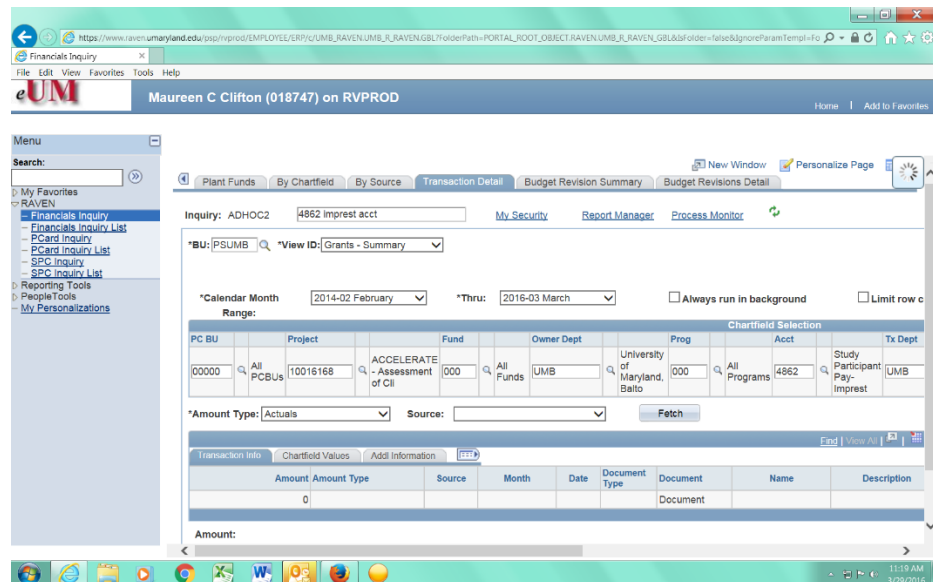 https://www.raven.umaryland.edu/psp/rvprod/EMPLOYEE/ERP/c/UMB_RAVEN.UMB_R_RAVEN.GBL?FolderPath=PORTAL_ROOT_OBJECT.RAVEN.UMB_R_RAVEN_GBL&IsFolder=false&IgnoreParamTempl=Fo
Financials Inquiry
File Edit View Favorites Tools Help
eUM
Maureen C Clifton (018747) on RVPROD
Home | Add to Favorites
Menu
Search:
My Favorites
RAVEN
Financials Inquiry
Financials Inquiry List
PCard Inquiry
PCard Inquiry List
SPC Inquiry
SPC Inquiry List
Reporting Tools
PeopleTools
My Personalizations
New Window Personalize Page
Plant Funds By Chartfield By Source Transaction Detail Budget Revision Summary Budget Revisions Detail
Inquiry: ADHOC2 4862 imprest acct My Security Report Manager Process Monitor
*BU: PSUMB *View ID: Grants - Summary
*Calendar Month Range: 2014-02 February *Thru: 2016-03 March Always run in background Limit row c
Chartfield Selection
PC BU Project Fund Owner Dept Prog Acct Tx Dept
00000 All PCBUs 10016168 ACCELERATE - Assessment of Cli 000 All Funds UMB University of Maryland, Balto 000 All Programs 4862 Study Participant Pay-Imprest UMB
*Amount Type: Actuals Source: Fetch
Find | View All |
Transaction Info Chartfield Values Addl Information
Amount Amount Type Source Month Date Document Type Document Name Description
0 Document
Amount:
11:19 AM
3/29/2016